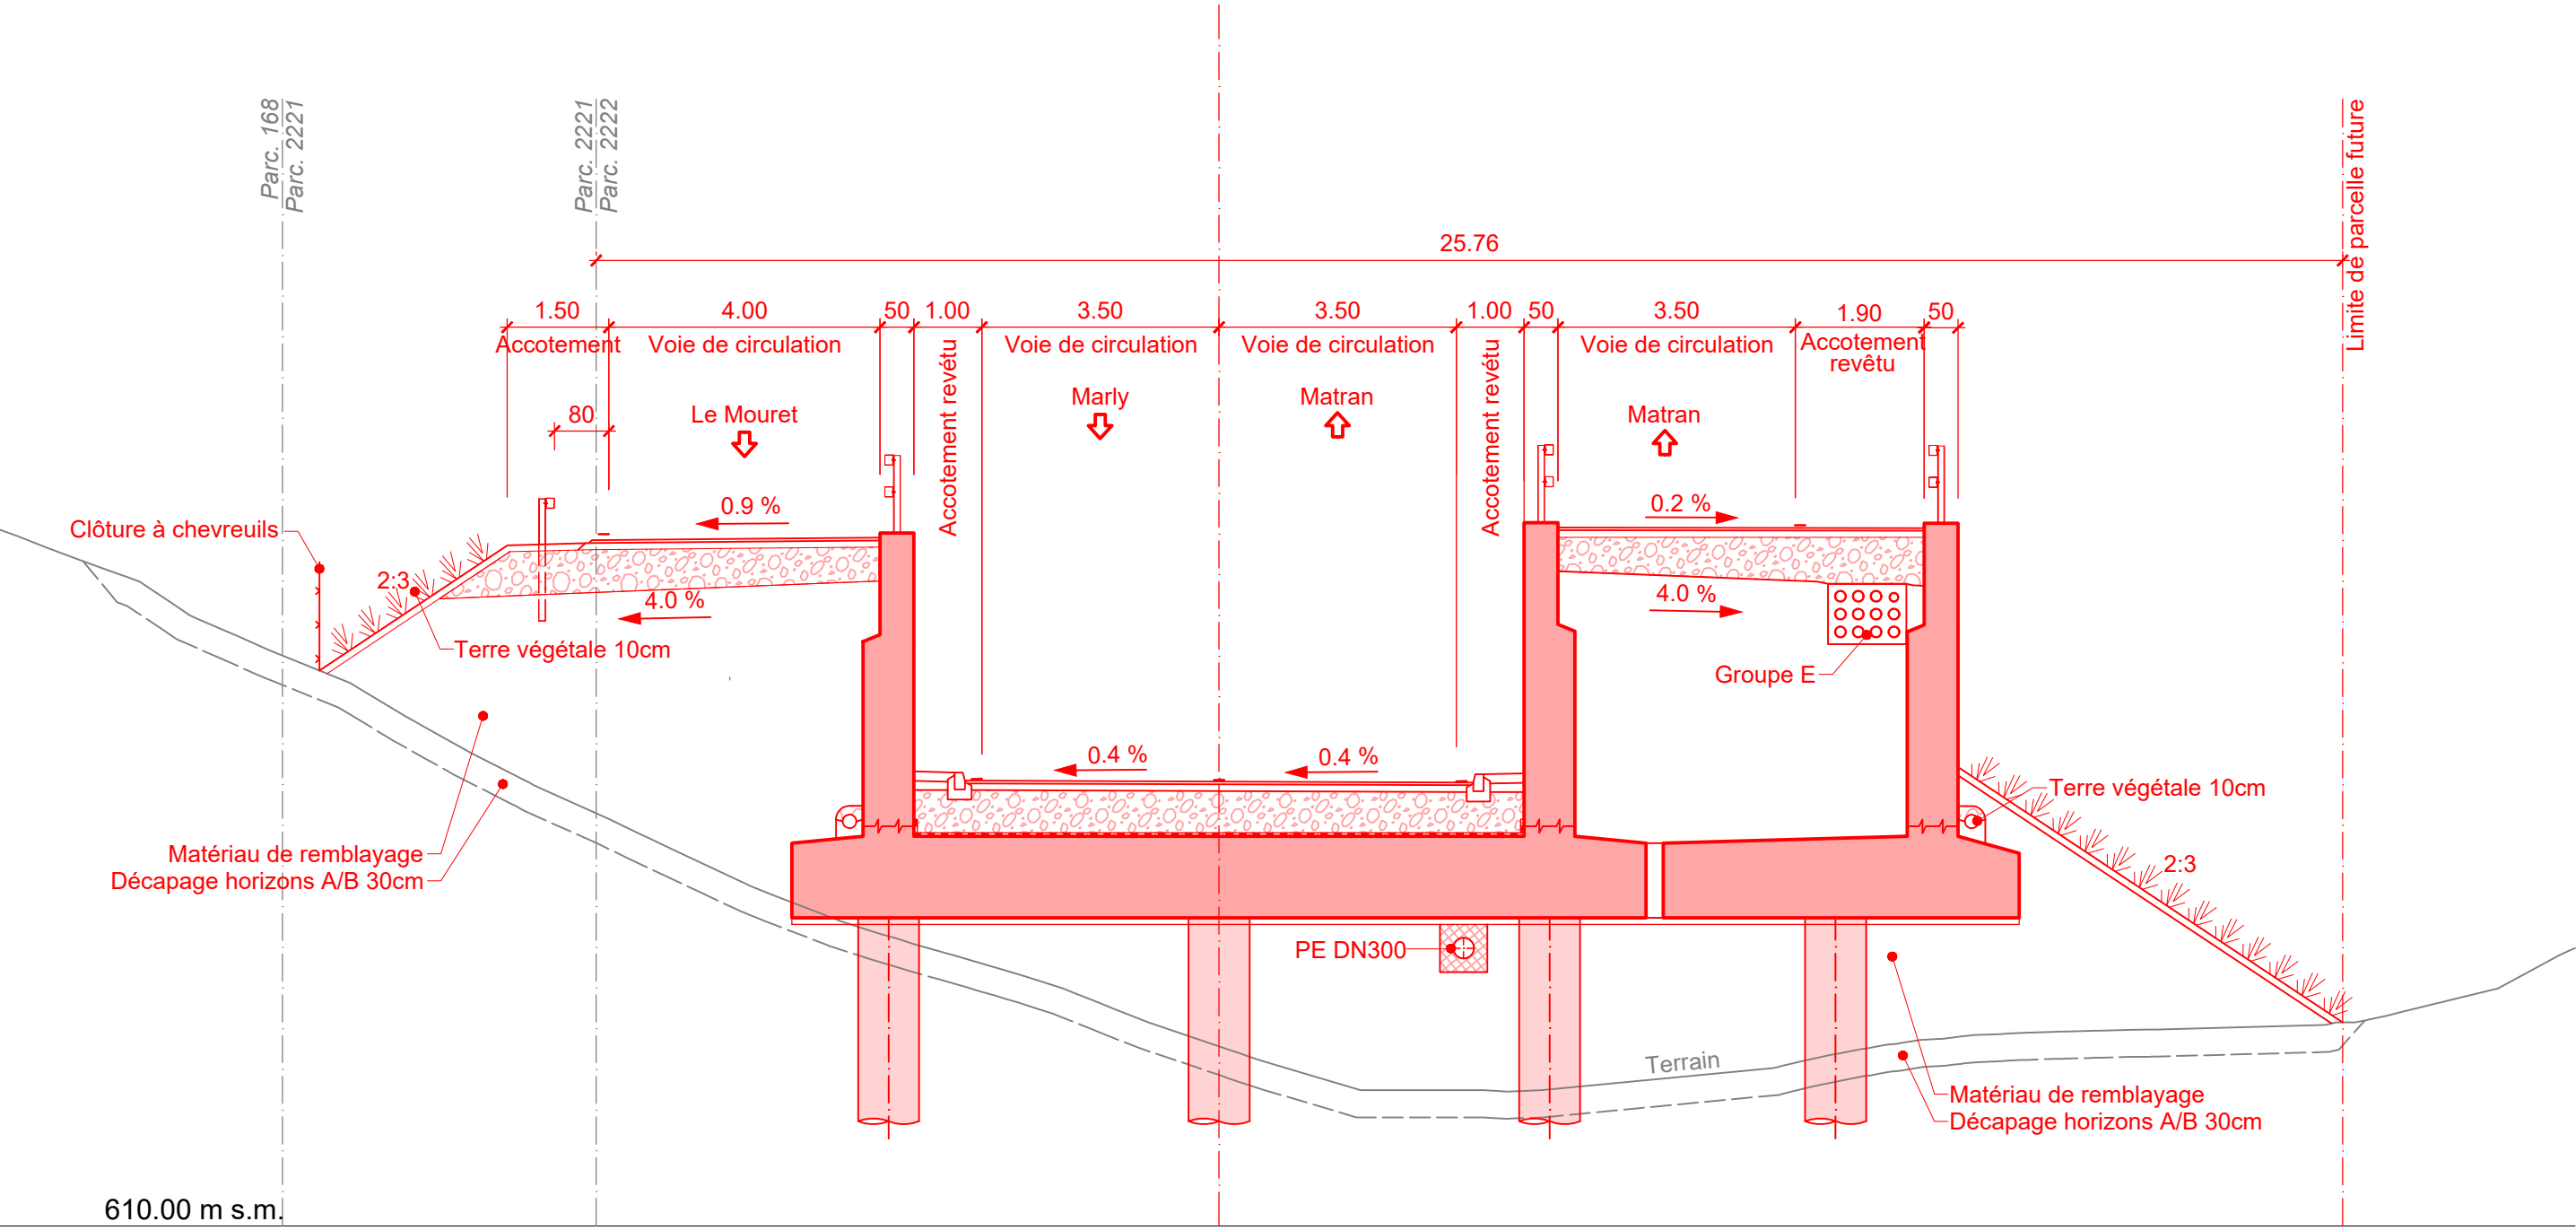 Parc. 168
Parc. 2221
Parc. 2221
Parc. 2222
Limite de parcelle future
25.76
1.50
4.00
50
1.00
3.50
3.50
1.00
50
3.50
1.90
50
Accotement
Voie de circulation
Accotement revétu
Voie de circulation
Voie de circulation
Accotement revétu
Voie de circulation
Accotement
revêtu
80
Le Mouret
Marly
Matran
Matran
0.9 %
0.2 %
Clôture à chevreuils
2:3
4.0 %
4.0 %
Terre végétale 10cm
Groupe E
0.4 %
0.4 %
Terre végétale 10cm
Matériau de remblayage
Décapage horizons A/B 30cm
2:3
PE DN300
Terrain
Matériau de remblayage
Décapage horizons A/B 30cm
610.00 m s.m.